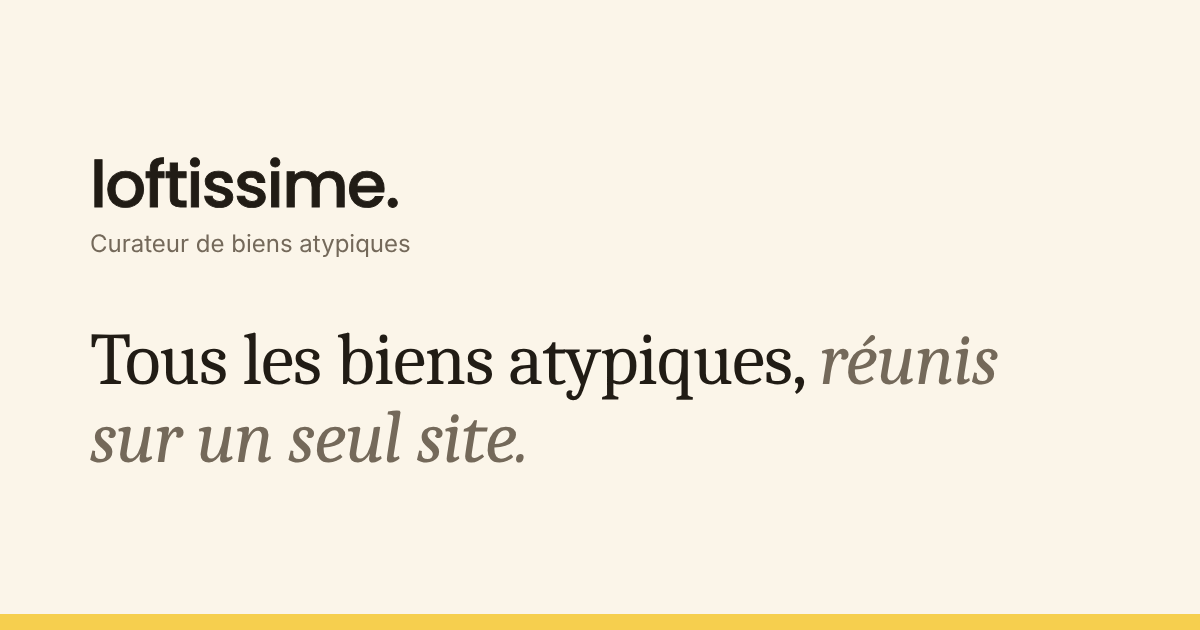 loftissime.
Curateur de biens atypiques
Tous les biens atypiques, réunis
sur un seul site.